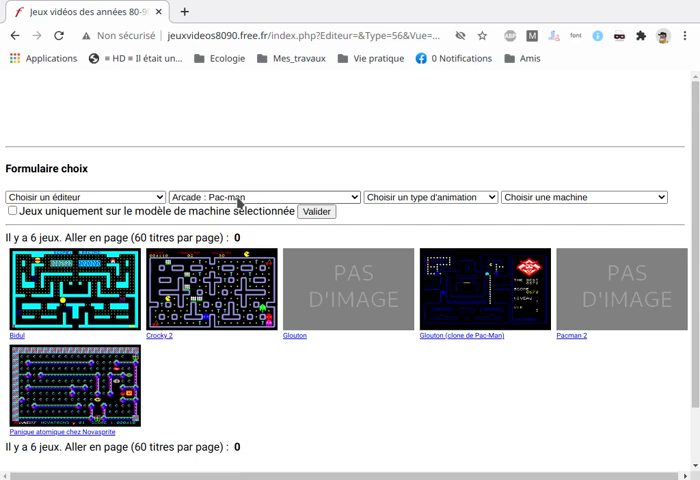 Jeux vidéos des années 80-9
Non sécurisé
jeuxvideos8090.free.fr/index.php?Editeur=&Type=56&Vue=...
ABP
M
font
Applications
= HD = Il était un...
Ecologie
Mes_travaux
Vie pratique
0 Notifications
Amis
Formulaire choix
Choisir un éditeur
Arcade : Pac-man
Choisir un type d'animation
Choisir une machine
Jeux uniquement sur le modèle de machine sélectionnée
Valider
Il y a 6 jeux. Aller en page (60 titres par page) : 0
PAS
D'IMAGE
PAS
D'IMAGE
Bidul
Crocky 2
Glouton
Glouton (clone de Pac-Man)
Pacman 2
Panique atomique chez Novasprite
Il y a 6 jeux. Aller en page (60 titres par page) : 0